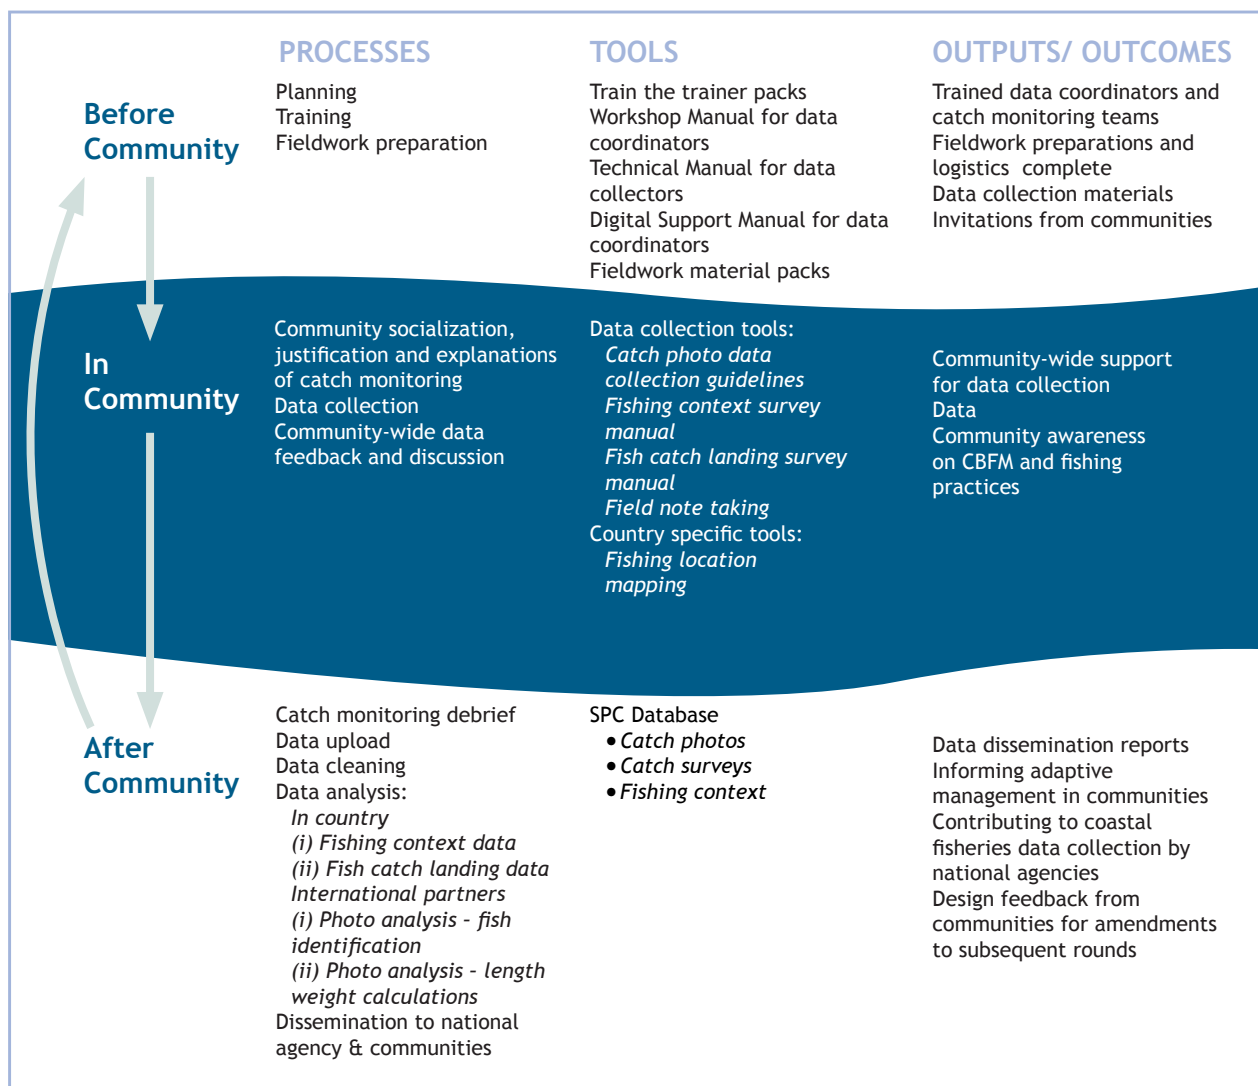 PROCESSES
TOOLS
OUTPUTS/ OUTCOMES
Before
Community
Planning
Training
Fieldwork preparation
Train the trainer packs
Workshop Manual for data
coordinators
Technical Manual for data
collectors
Digital Support Manual for data
coordinators
Fieldwork material packs
Trained data coordinators and
catch monitoring teams
Fieldwork preparations and
logistics complete
Data collection materials
Invitations from communities
In
Community
Community socialization,
justification and explanations
of catch monitoring
Data collection
Community-wide data
feedback and discussion
Data collection tools:
Catch photo data
collection guidelines
Fishing context survey
manual
Fish catch landing survey
manual
Field note taking
Country specific tools:
Fishing location
mapping
Community-wide support
for data collection
Data
Community awareness
on CBFM and fishing
practices
After
Community
Catch monitoring debrief
Data upload
Data cleaning
Data analysis:
In country
(i) Fishing context data
(ii) Fish catch landing data
International partners
(i) Photo analysis – fish
identification
(ii) Photo analysis – length
weight calculations
Dissemination to national
agency & communities
SPC Database
• Catch photos
• Catch surveys
• Fishing context
Data dissemination reports
Informing adaptive
management in communities
Contributing to coastal
fisheries data collection by
national agencies
Design feedback from
communities for amendments
to subsequent rounds